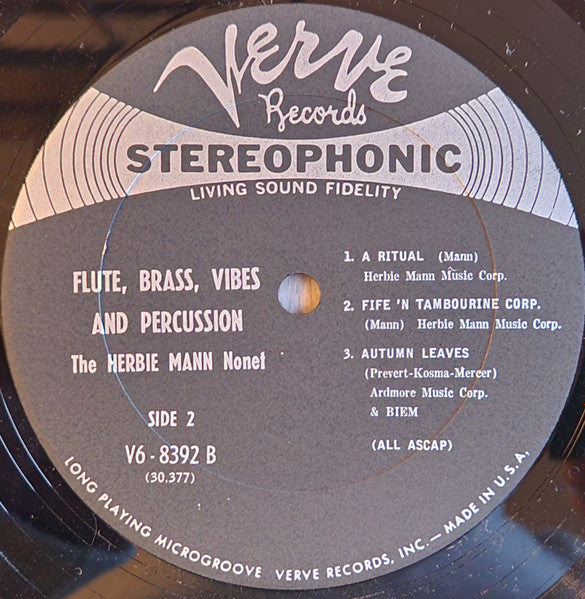 Verve
Records
STEREOPHONIC
LIVING SOUND FIDELITY
FLUTE, BRASS, VIBES
AND PERCUSSION
The HERBIE MANN Nonet
SIDE 2
V6 - 8392 B
(30.377)
1. A RITUAL (Mann)
Herbie Mann Music Corp.
2. FIFE 'N TAMBOURINE CORP.
(Mann) Herbie Mann Music Corp.
3. AUTUMN LEAVES
(Prevert-Kosma-Mercer)
Ardmore Music Corp.
& BIEM
(ALL ASCAP)
LONG PLAYING MICROGROOVE VERVE RECORDS, INC. — MADE IN U.S.A.